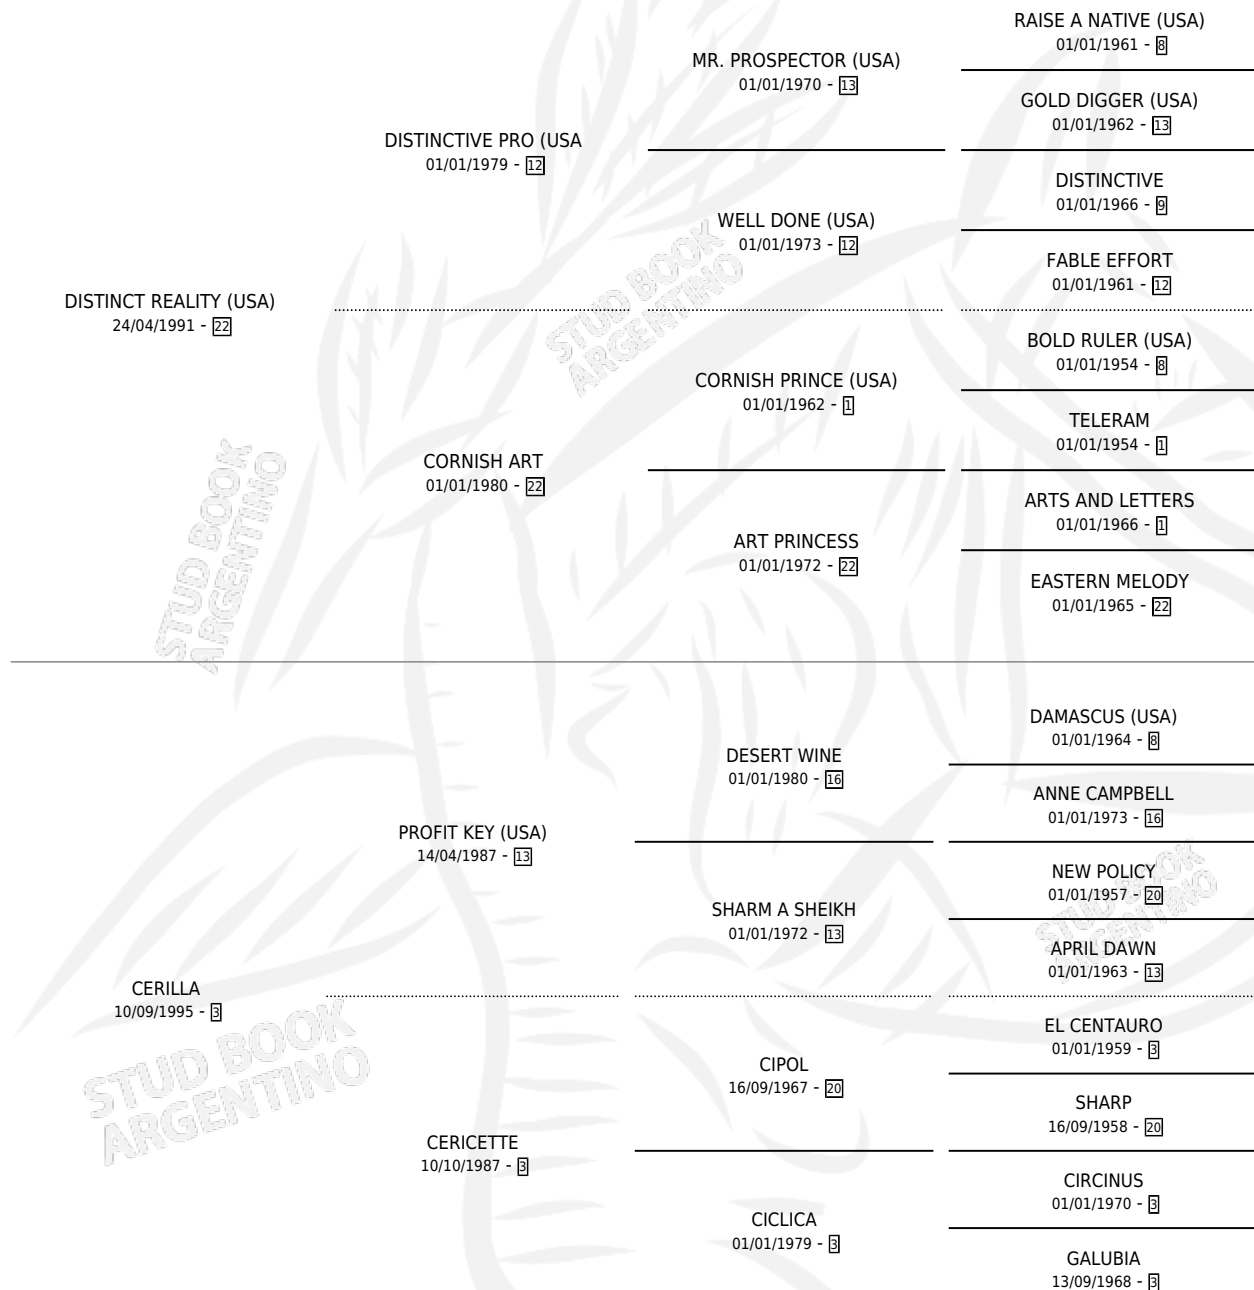 RAISE A NATIVE (USA)
01/01/1961 - 8
MR. PROSPECTOR (USA)
01/01/1970 - 13
GOLD DIGGER (USA)
01/01/1962 - 13
DISTINCTIVE PRO (USA
01/01/1979 - 12
DISTINCTIVE
01/01/1966 - 9
WELL DONE (USA)
01/01/1973 - 12
FABLE EFFORT
01/01/1961 - 12
DISTINCT REALITY (USA)
24/04/1991 - 22
BOLD RULER (USA)
01/01/1954 - 8
CORNISH PRINCE (USA)
01/01/1962 - 1
TELERAM
01/01/1954 - 1
CORNISH ART
01/01/1980 - 22
ARTS AND LETTERS
01/01/1966 - 1
ART PRINCESS
01/01/1972 - 22
EASTERN MELODY
01/01/1965 - 22
DAMASCUS (USA)
01/01/1964 - 8
DESERT WINE
01/01/1980 - 16
ANNE CAMPBELL
01/01/1973 - 16
PROFIT KEY (USA)
14/04/1987 - 13
NEW POLICY
01/01/1957 - 20
SHARM A SHEIKH
01/01/1972 - 13
APRIL DAWN
01/01/1963 - 13
CERILLA
10/09/1995 - 3
EL CENTAURO
01/01/1959 - 3
CIPOL
16/09/1967 - 20
SHARP
16/09/1958 - 20
CERICETTE
10/10/1987 - 3
CIRCINUS
01/01/1970 - 3
CICLICA
01/01/1979 - 3
GALUBIA
13/09/1968 - 3
STUD BOOK
ARGENTINO
STUD BOOK
ARGENTINO
STUD BOOK
ARGENTINO
STUD BOOK
ARGENTINO